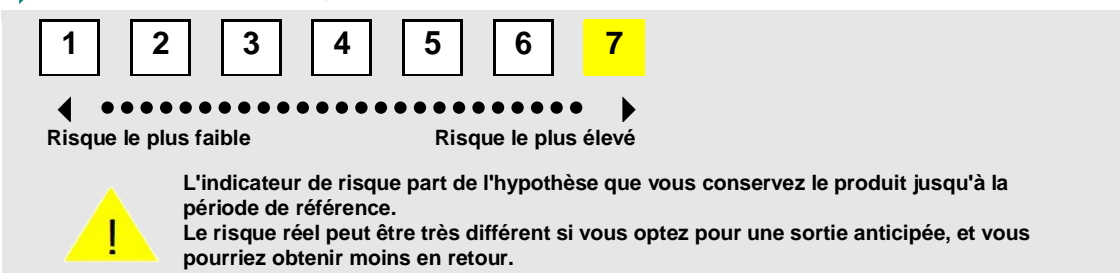 1 2 3 4 5 6 7
Risque le plus faible Risque le plus élevé
L'indicateur de risque part de l'hypothèse que vous conservez le produit jusqu'à la
période de référence.
! Le risque réel peut être très différent si vous optez pour une sortie anticipée, et vous
pourriez obtenir moins en retour.